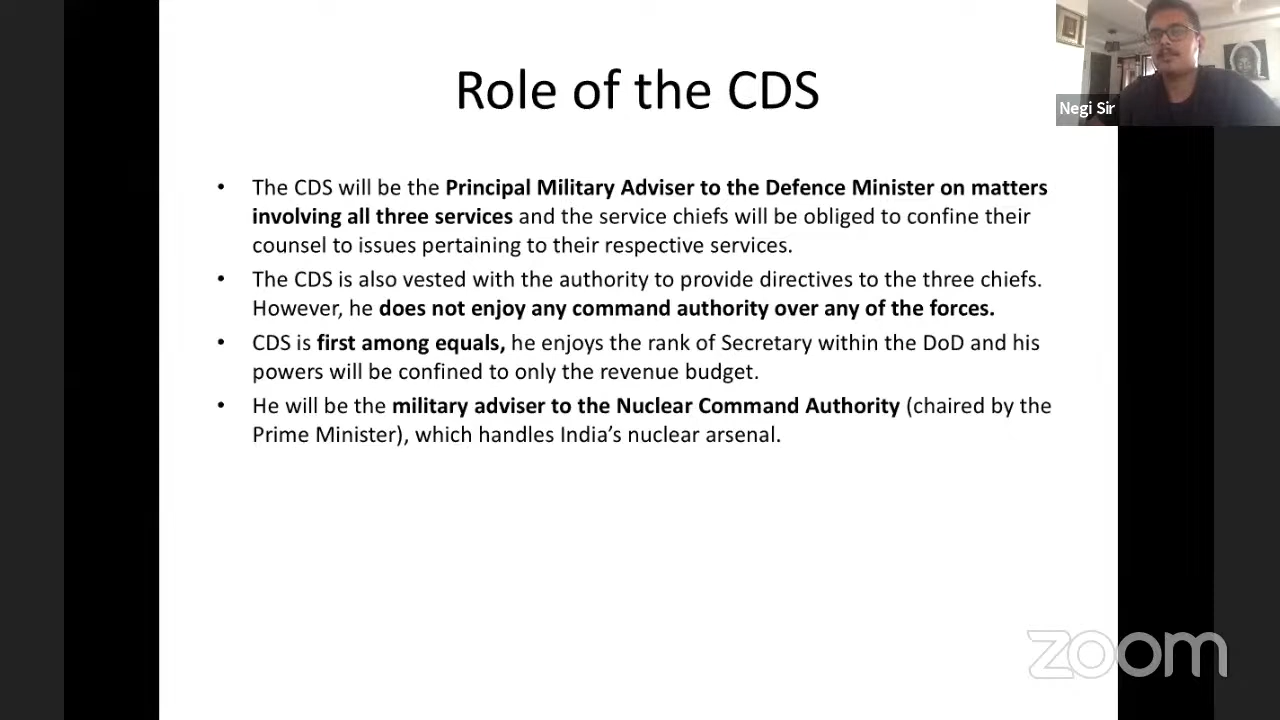 Role of the CDS
Negi Sir
• The CDS will be the Principal Military Adviser to the Defence Minister on matters
involving all three services and the service chiefs will be obliged to confine their
counsel to issues pertaining to their respective services.
• The CDS is also vested with the authority to provide directives to the three chiefs.
However, he does not enjoy any command authority over any of the forces.
• CDS is first among equals, he enjoys the rank of Secretary within the DoD and his
powers will be confined to only the revenue budget.
• He will be the military adviser to the Nuclear Command Authority (chaired by the
Prime Minister), which handles India’s nuclear arsenal.
zoom